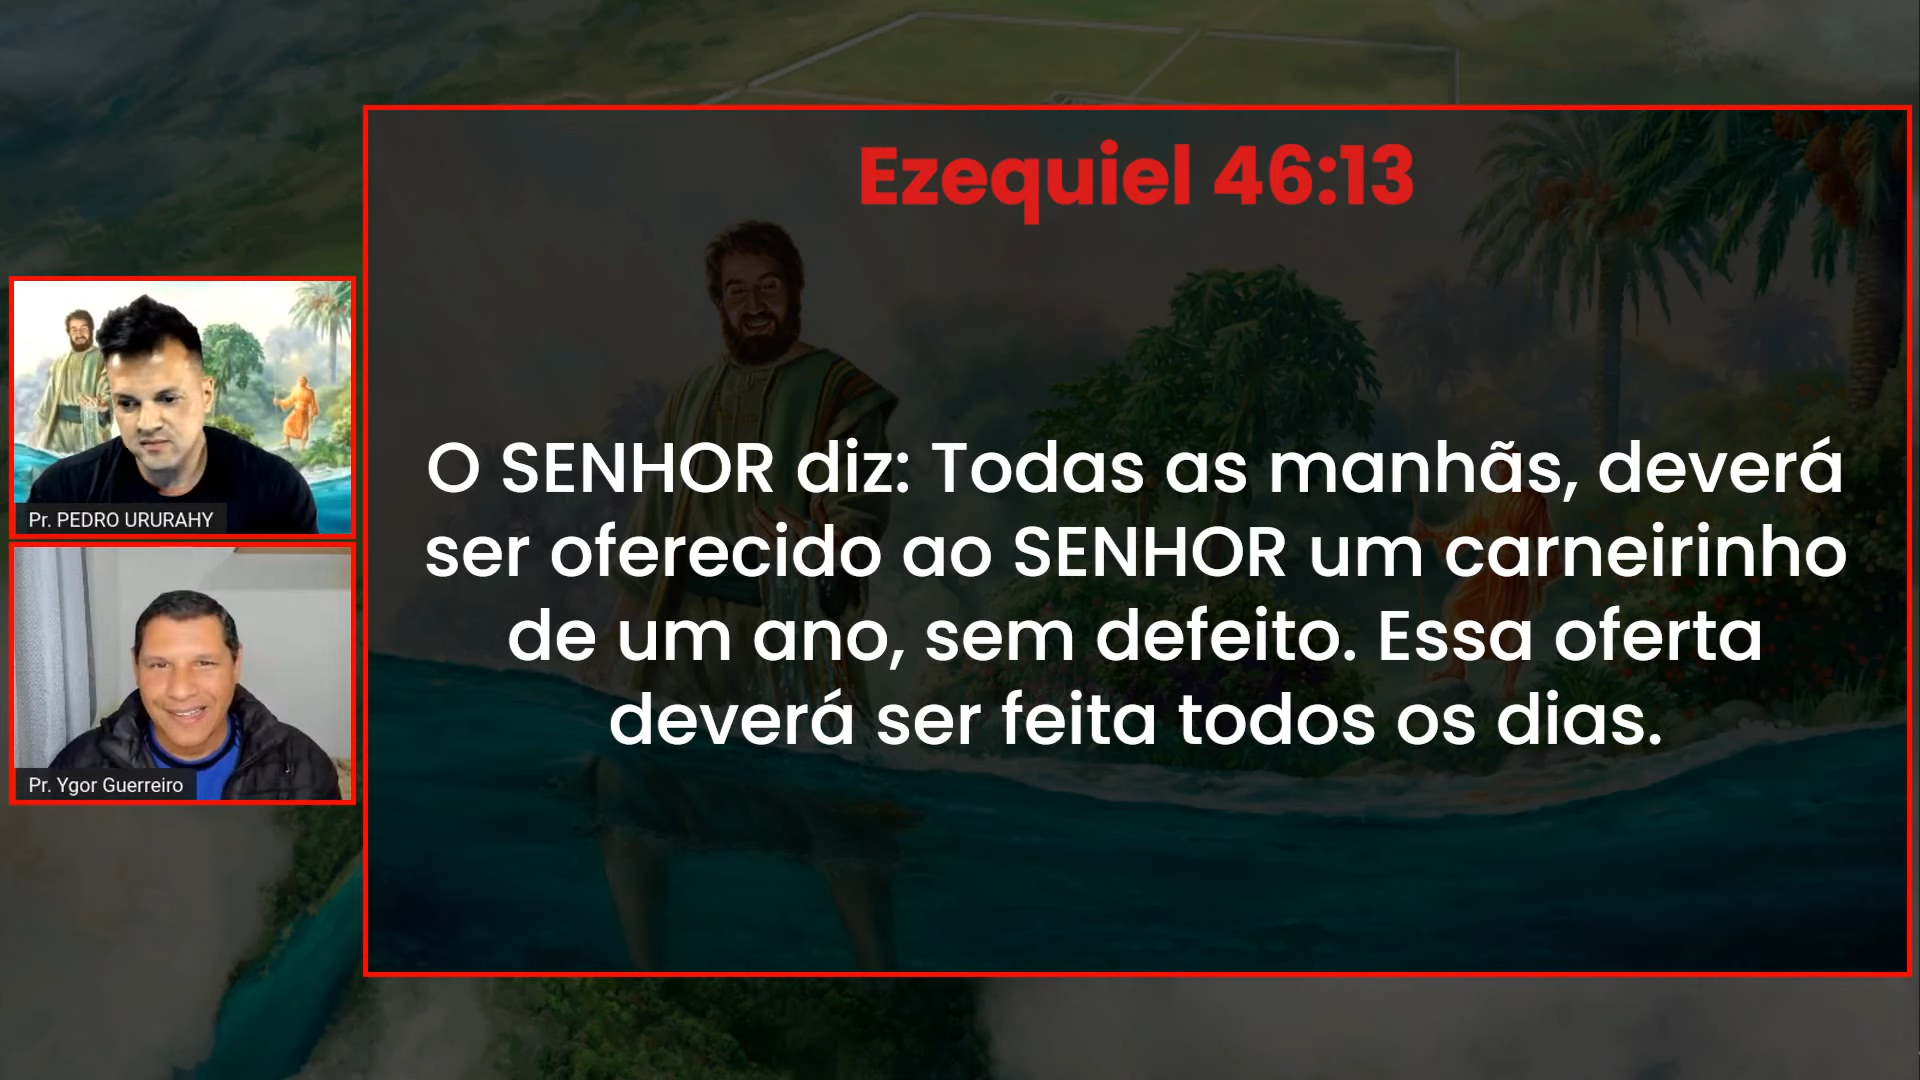 Ezequiel 46:13
O SENHOR diz: Todas as manhãs, deverá
ser oferecido ao SENHOR um carneirinho
de um ano, sem defeito. Essa oferta
deverá ser feita todos os dias.
Pr. PEDRO URURAHY
Pr. Ygor Guerreiro